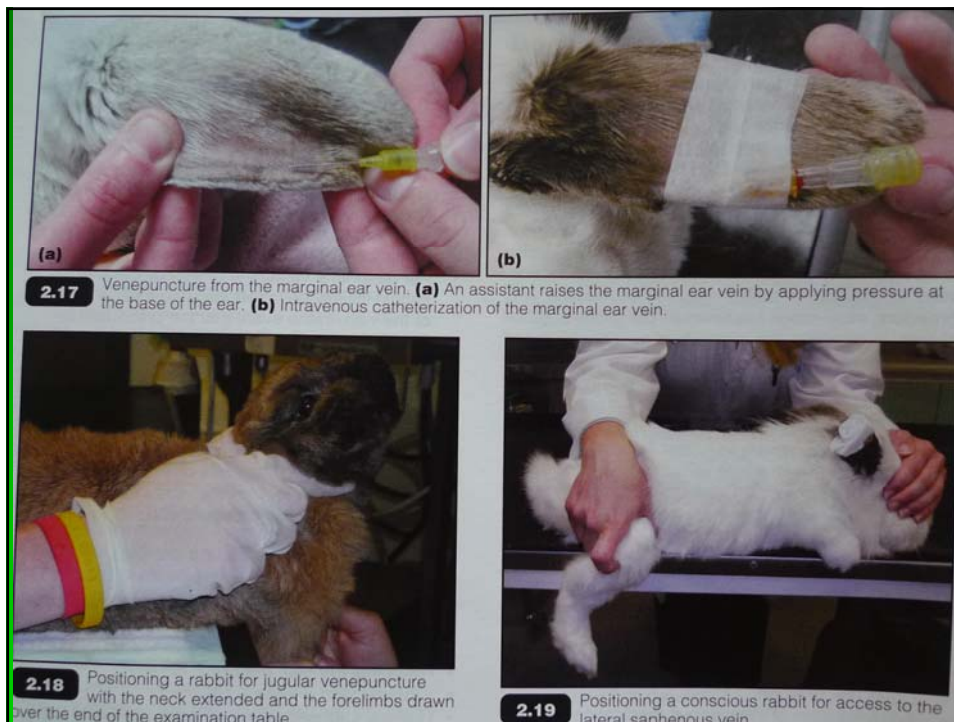 (a)
(b)
2.17 Venepuncture from the marginal ear vein. (a) An assistant raises the marginal ear vein by applying pressure at
the base of the ear. (b) Intravenous catheterization of the marginal ear vein.
2.18 Positioning a rabbit for jugular venepuncture
with the neck extended and the forelimbs drawn
over the end of the examination table.
2.19 Positioning a conscious rabbit for access to the
lateral saphenous vein.